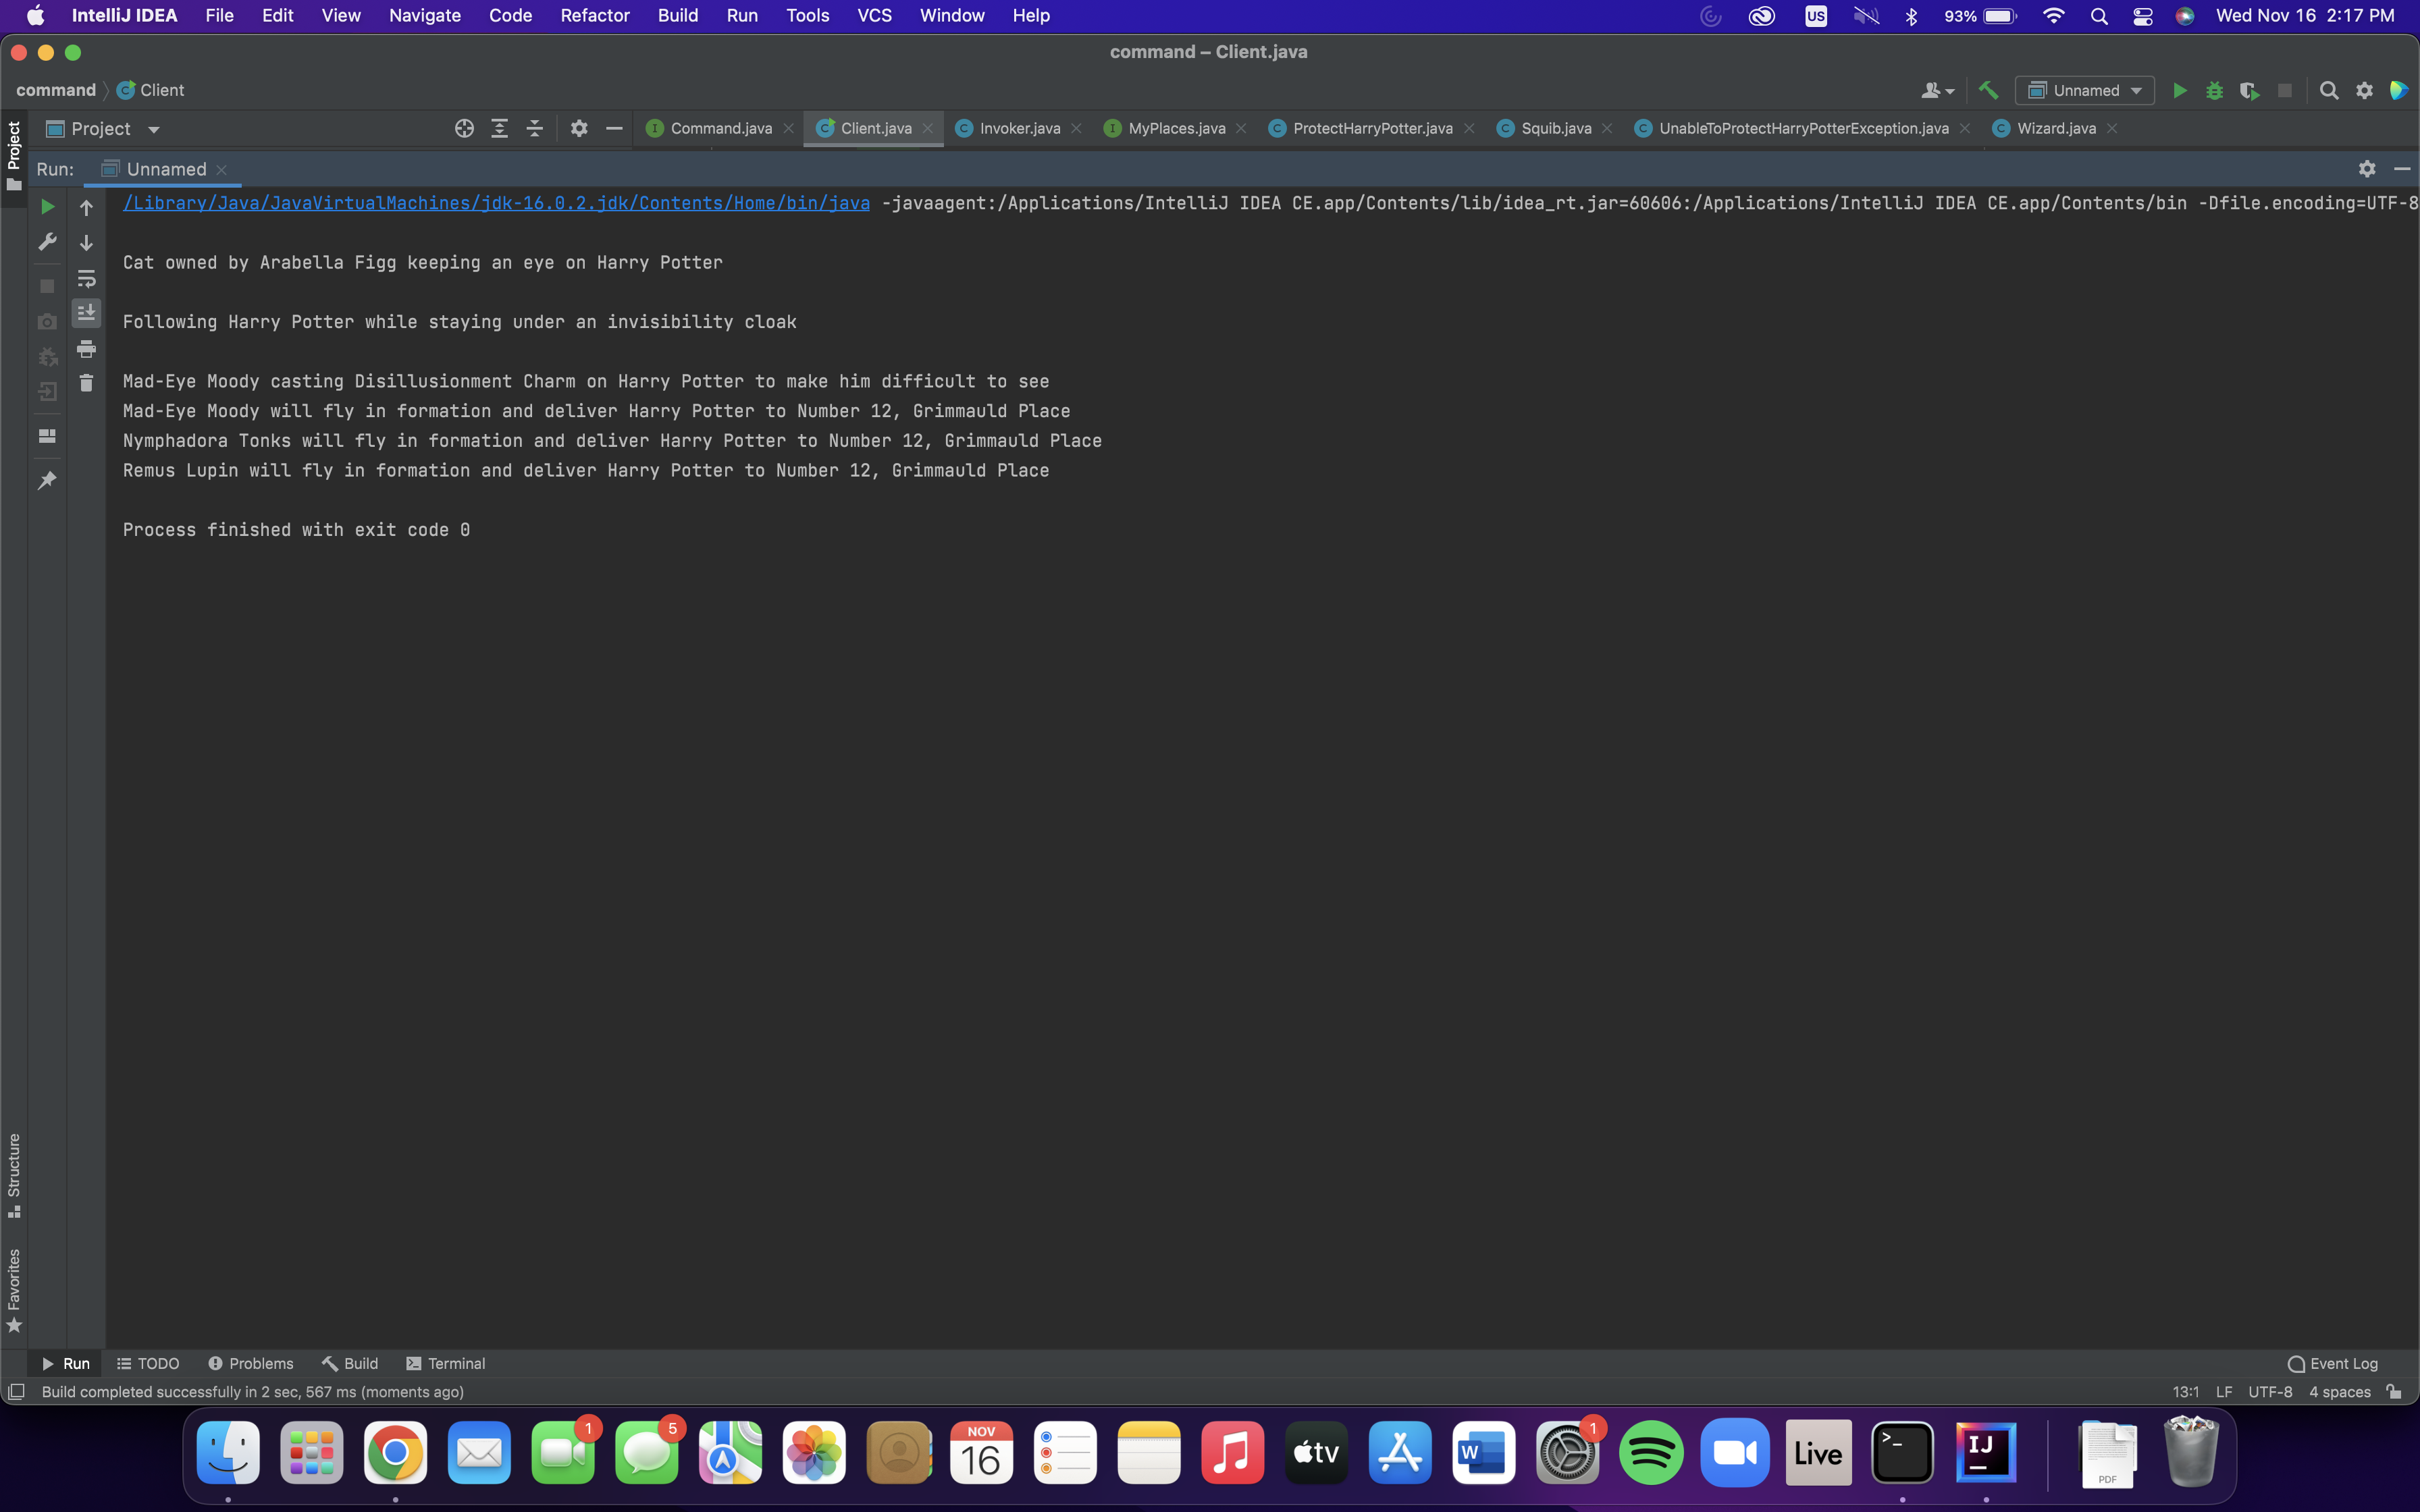 IntelliJ IDEA File Edit View Navigate Code Refactor Build Run Tools VCS Window Help US 93% Wed Nov 16 2:17 PM
command – Client.java
command Client Unnamed
Project Project Command.java Client.java Invoker.java MyPlaces.java ProtectHarryPotter.java Squib.java UnableToProtectHarryPotterException.java Wizard.java
Run: Unnamed
/Library/Java/JavaVirtualMachines/jdk-16.0.2.jdk/Contents/Home/bin/java -javaagent:/Applications/IntelliJ IDEA CE.app/Contents/lib/idea_rt.jar=60606:/Applications/IntelliJ IDEA CE.app/Contents/bin -Dfile.encoding=UTF-8
Cat owned by Arabella Figg keeping an eye on Harry Potter
Following Harry Potter while staying under an invisibility cloak
Mad-Eye Moody casting Disillusionment Charm on Harry Potter to make him difficult to see
Mad-Eye Moody will fly in formation and deliver Harry Potter to Number 12, Grimmauld Place
Nymphadora Tonks will fly in formation and deliver Harry Potter to Number 12, Grimmauld Place
Remus Lupin will fly in formation and deliver Harry Potter to Number 12, Grimmauld Place
Process finished with exit code 0
Structure
Favorites
Run TODO Problems Build Terminal Event Log
Build completed successfully in 2 sec, 567 ms (moments ago) 13:1 LF UTF-8 4 spaces
1 5 NOV 16 tv W 1 Live >_ IJ PDF